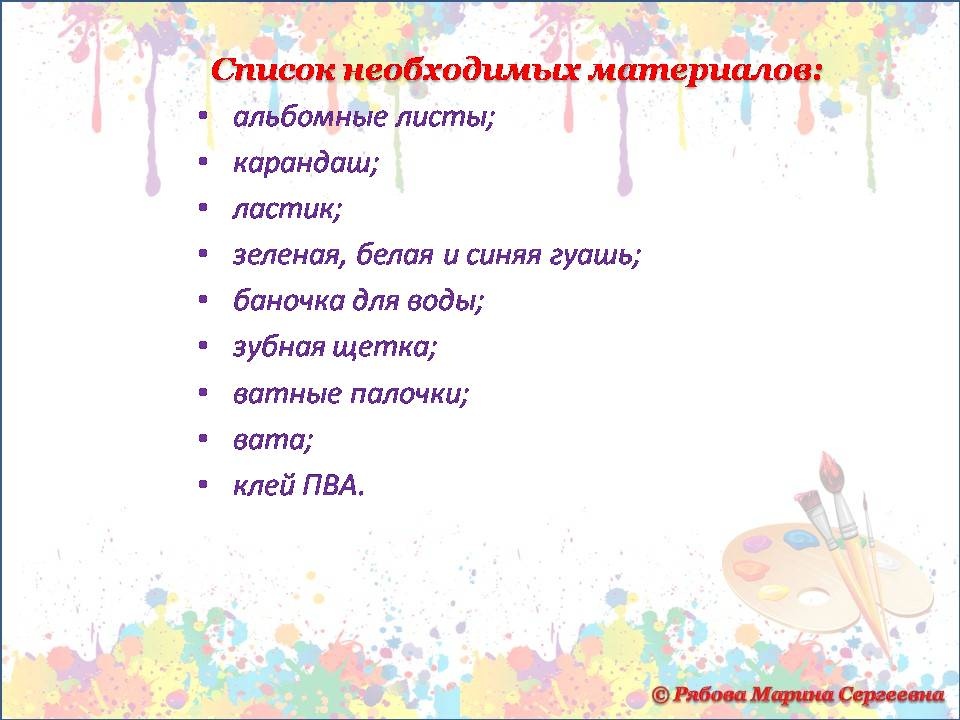 Список необходимых материалов:
• альбомные листы;
• карандаш;
• ластик;
• зеленая, белая и синяя гуашь;
• баночка для воды;
• зубная щетка;
• ватные палочки;
• вата;
• клей ПВА.
© Рябова Марина Сергеевна